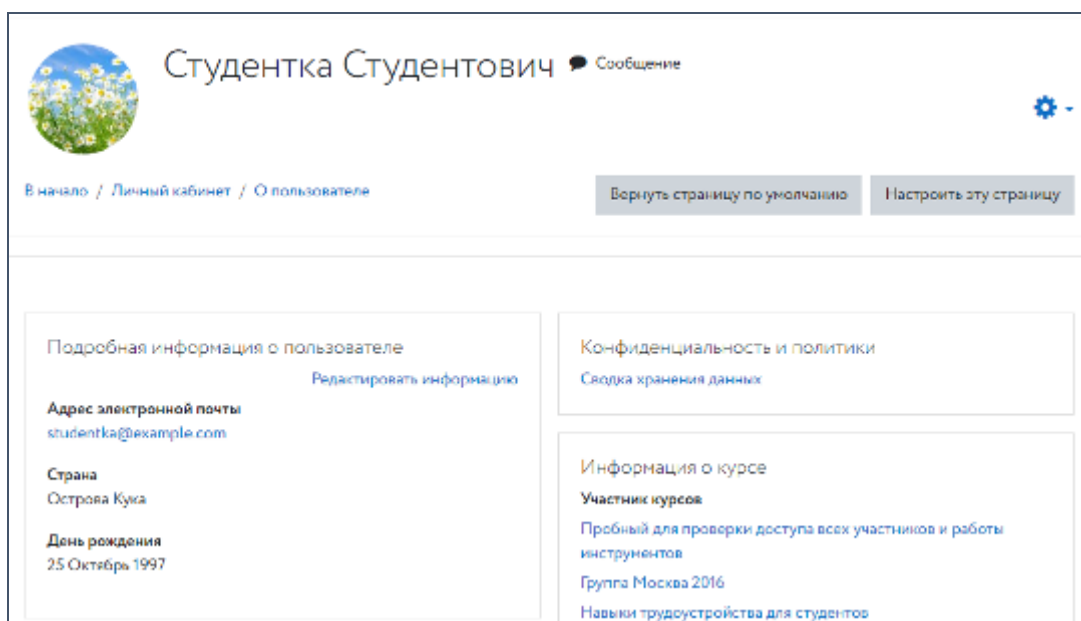 Студентка Студентович Сообщение
В начало / Личный кабинет / О пользователе
Вернуть страницу по умолчанию
Настроить эту страницу
Подробная информация о пользователе
Редактировать информацию
Адрес электронной почты
studentka@example.com
Страна
Острова Кука
День рождения
25 Октябрь 1997
Конфиденциальность и политики
Сводка хранения данных
Информация о курсе
Участник курсов
Пробный для проверки доступа всех участников и работы
инструментов
Группа Москва 2016
Навыки трудоустройства для студентов